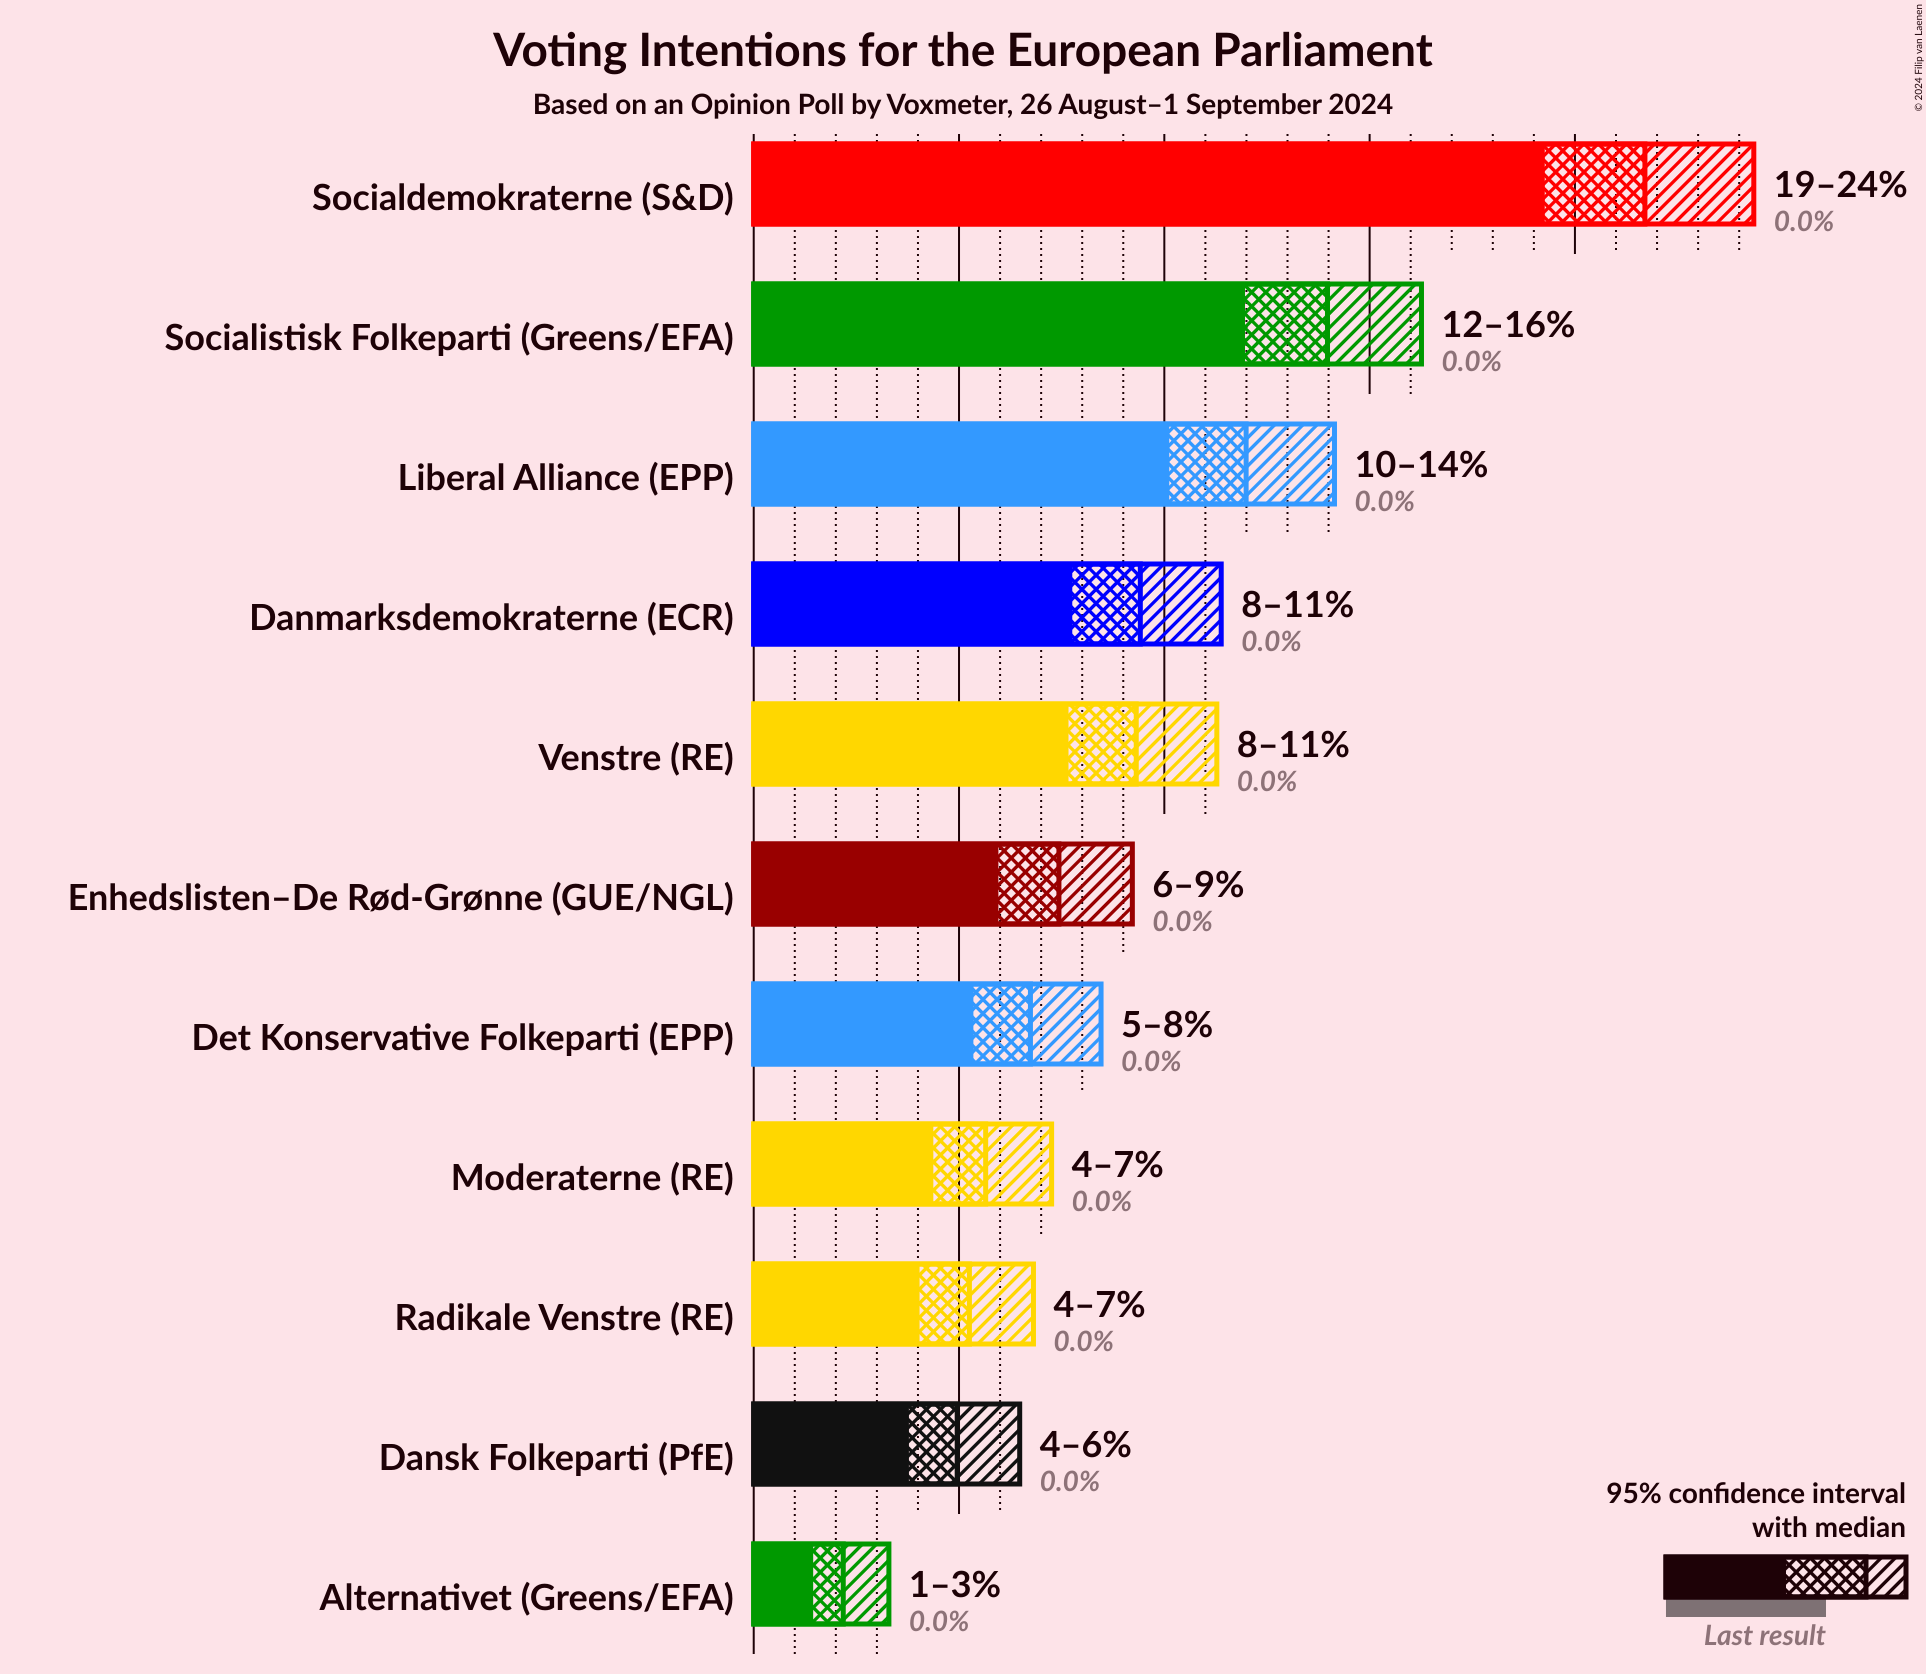 Voting Intentions for the European Parliament
Based on an Opinion Poll by Voxmeter, 26 August–1 September 2024
© 2024 Filip van Laenen
Socialdemokraterne (S&D)
19–24%
0.0%
Socialistisk Folkeparti (Greens/EFA)
12–16%
0.0%
Liberal Alliance (EPP)
10–14%
0.0%
Danmarksdemokraterne (ECR)
8–11%
0.0%
Venstre (RE)
8–11%
0.0%
Enhedslisten–De Rød-Grønne (GUE/NGL)
6–9%
0.0%
Det Konservative Folkeparti (EPP)
5–8%
0.0%
Moderaterne (RE)
4–7%
0.0%
Radikale Venstre (RE)
4–7%
0.0%
Dansk Folkeparti (PfE)
4–6%
0.0%
Alternativet (Greens/EFA)
1–3%
0.0%
95% confidence interval
with median
Last result